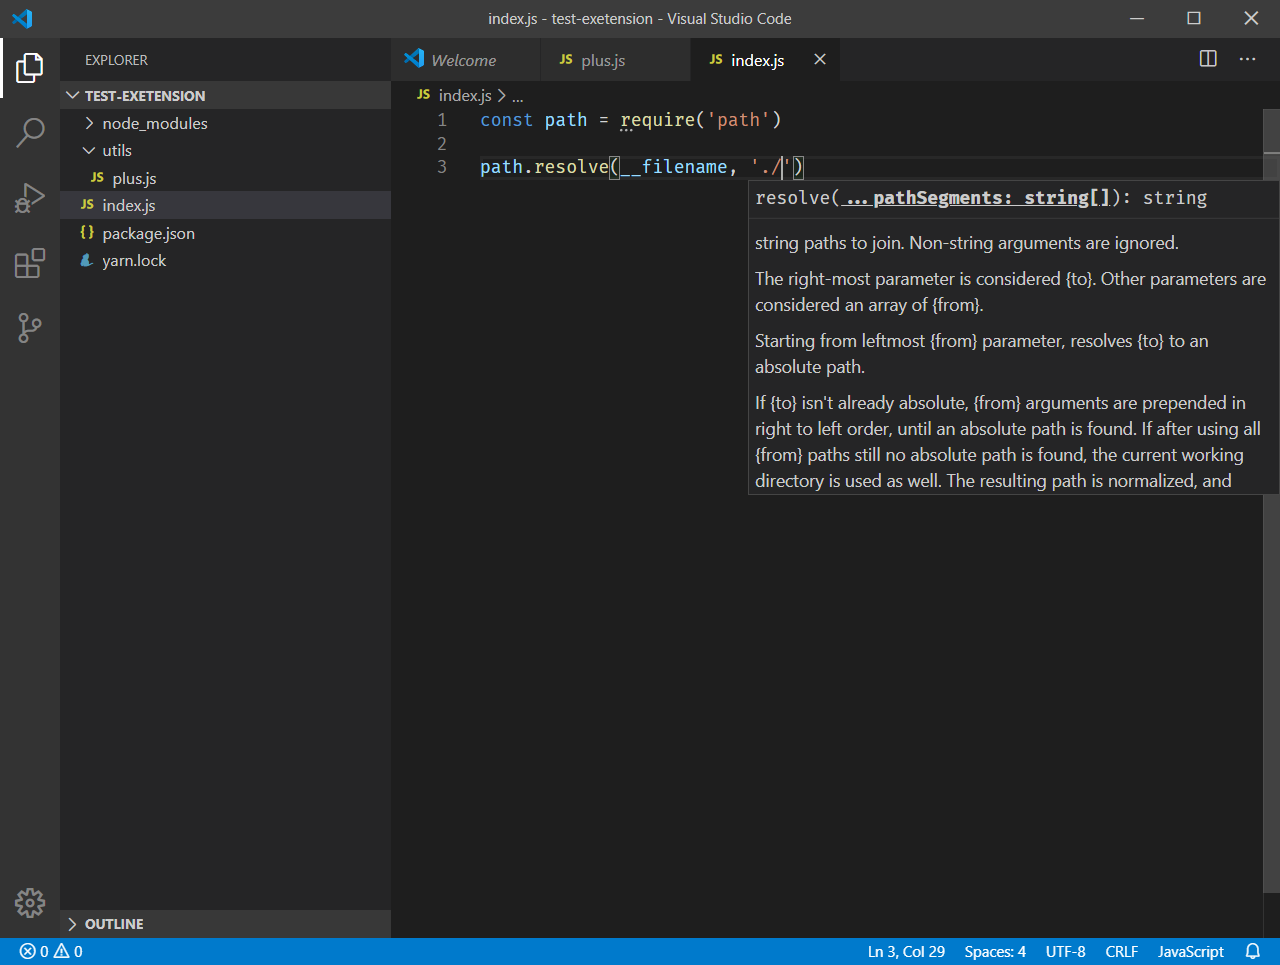 index.js - test-exetension - Visual Studio Code
EXPLORER
Welcome
JS plus.js
JS index.js
TEST-EXETENSION
node_modules
utils
JS plus.js
JS index.js
{} package.json
yarn.lock
JS index.js > ...
1 const path = require('path')
2
3 path.resolve(__filename, './')
resolve(...pathSegments: string[]): string
string paths to join. Non-string arguments are ignored.
The right-most parameter is considered {to}. Other parameters are
considered an array of {from}.
Starting from leftmost {from} parameter, resolves {to} to an
absolute path.
If {to} isn't already absolute, {from} arguments are prepended in
right to left order, until an absolute path is found. If after using all
{from} paths still no absolute path is found, the current working
directory is used as well. The resulting path is normalized, and
OUTLINE
0 0
Ln 3, Col 29 Spaces: 4 UTF-8 CRLF JavaScript